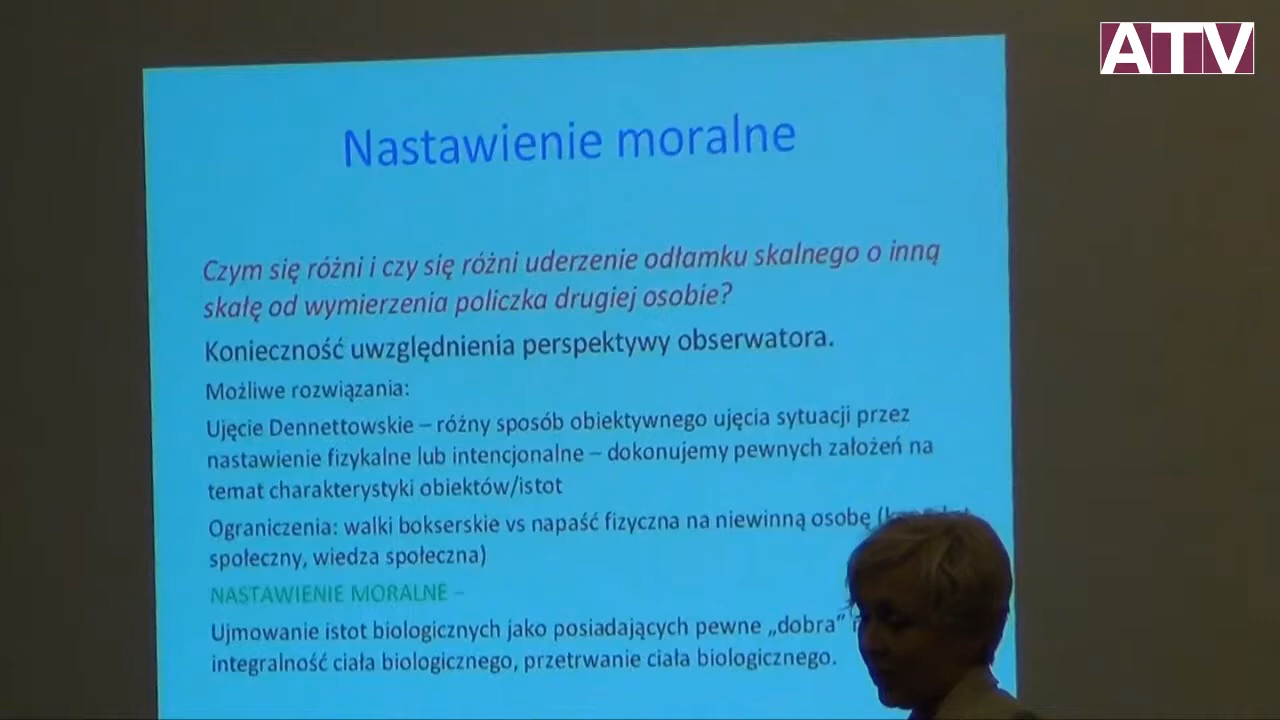 ATV
Nastawienie moralne
Czym się różni i czy się różni uderzenie odłamku skalnego o inną
skałę od wymierzenia policzka drugiej osobie?
Konieczność uwzględnienia perspektywy obserwatora.
Możliwe rozwiązania:
Ujęcie Dennettowskie – różny sposób obiektywnego ujęcia sytuacji przez
nastawienie fizykalne lub intencjonalne – dokonujemy pewnych założeń na
temat charakterystyki obiektów/istot
Ograniczenia: walki bokserskie vs napaść fizyczna na niewinną osobę
społeczny, wiedza społeczna)
NASTAWIENIE MORALNE –
Ujmowanie istot biologicznych jako posiadających pewne „dobra”
integralność ciała biologicznego, przetrwanie ciała biologicznego.